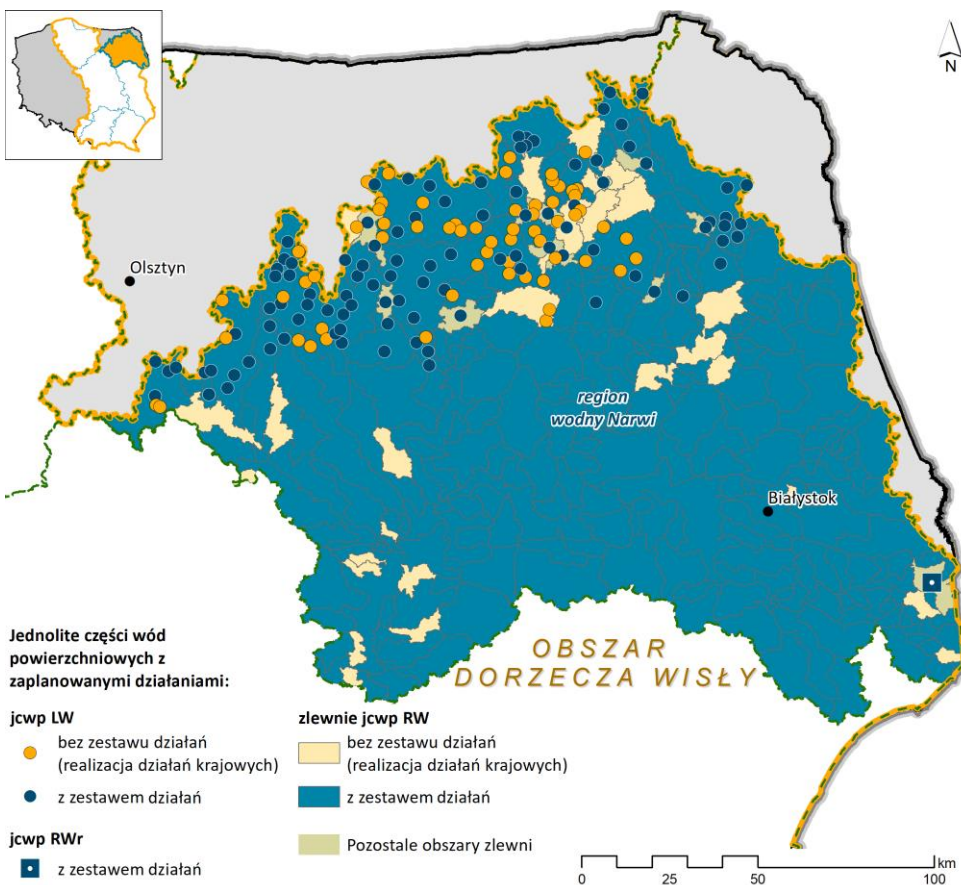 N
Olsztyn
region
wodny Narwi
Białystok
OBSZAR
DORZECZA WISŁY
Jednolite części wód
powierzchniowych z
zaplanowanymi działaniami:
jcwp LW
bez zestawu działań
(realizacja działań krajowych)
z zestawem działań
jcwp RWr
z zestawem działań
zlewnie jcwp RW
bez zestawu działań
(realizacja działań krajowych)
z zestawem działań
Pozostałe obszary zlewni
km
0 25 50 100